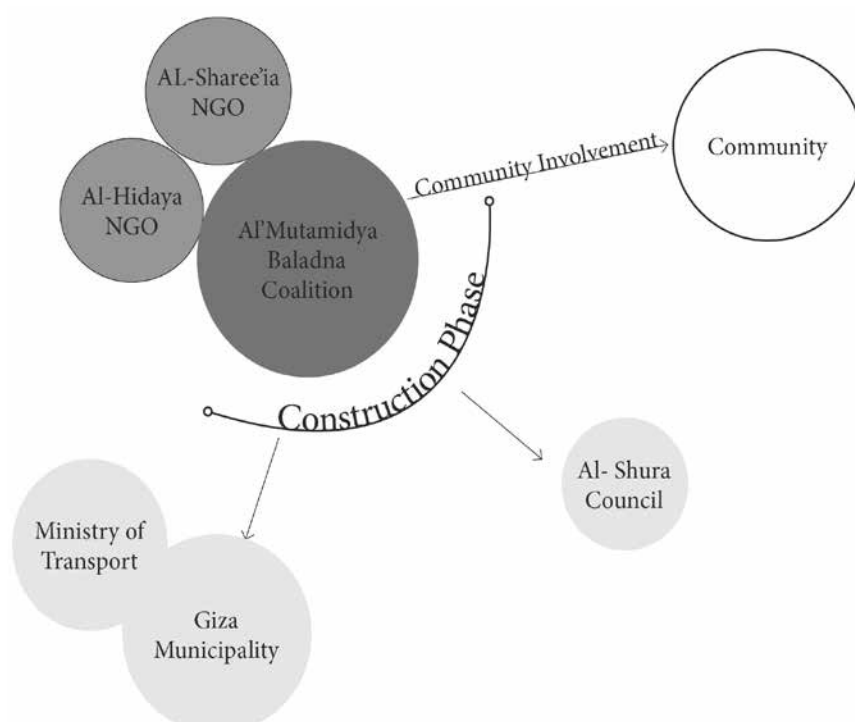 AL-Sharee'ia
NGO
Al-Hidaya
NGO
Al'Mutamidya
Baladna
Coalition
Community Involvement
Community
Construction Phase
Al- Shura
Council
Ministry of
Transport
Giza
Municipality